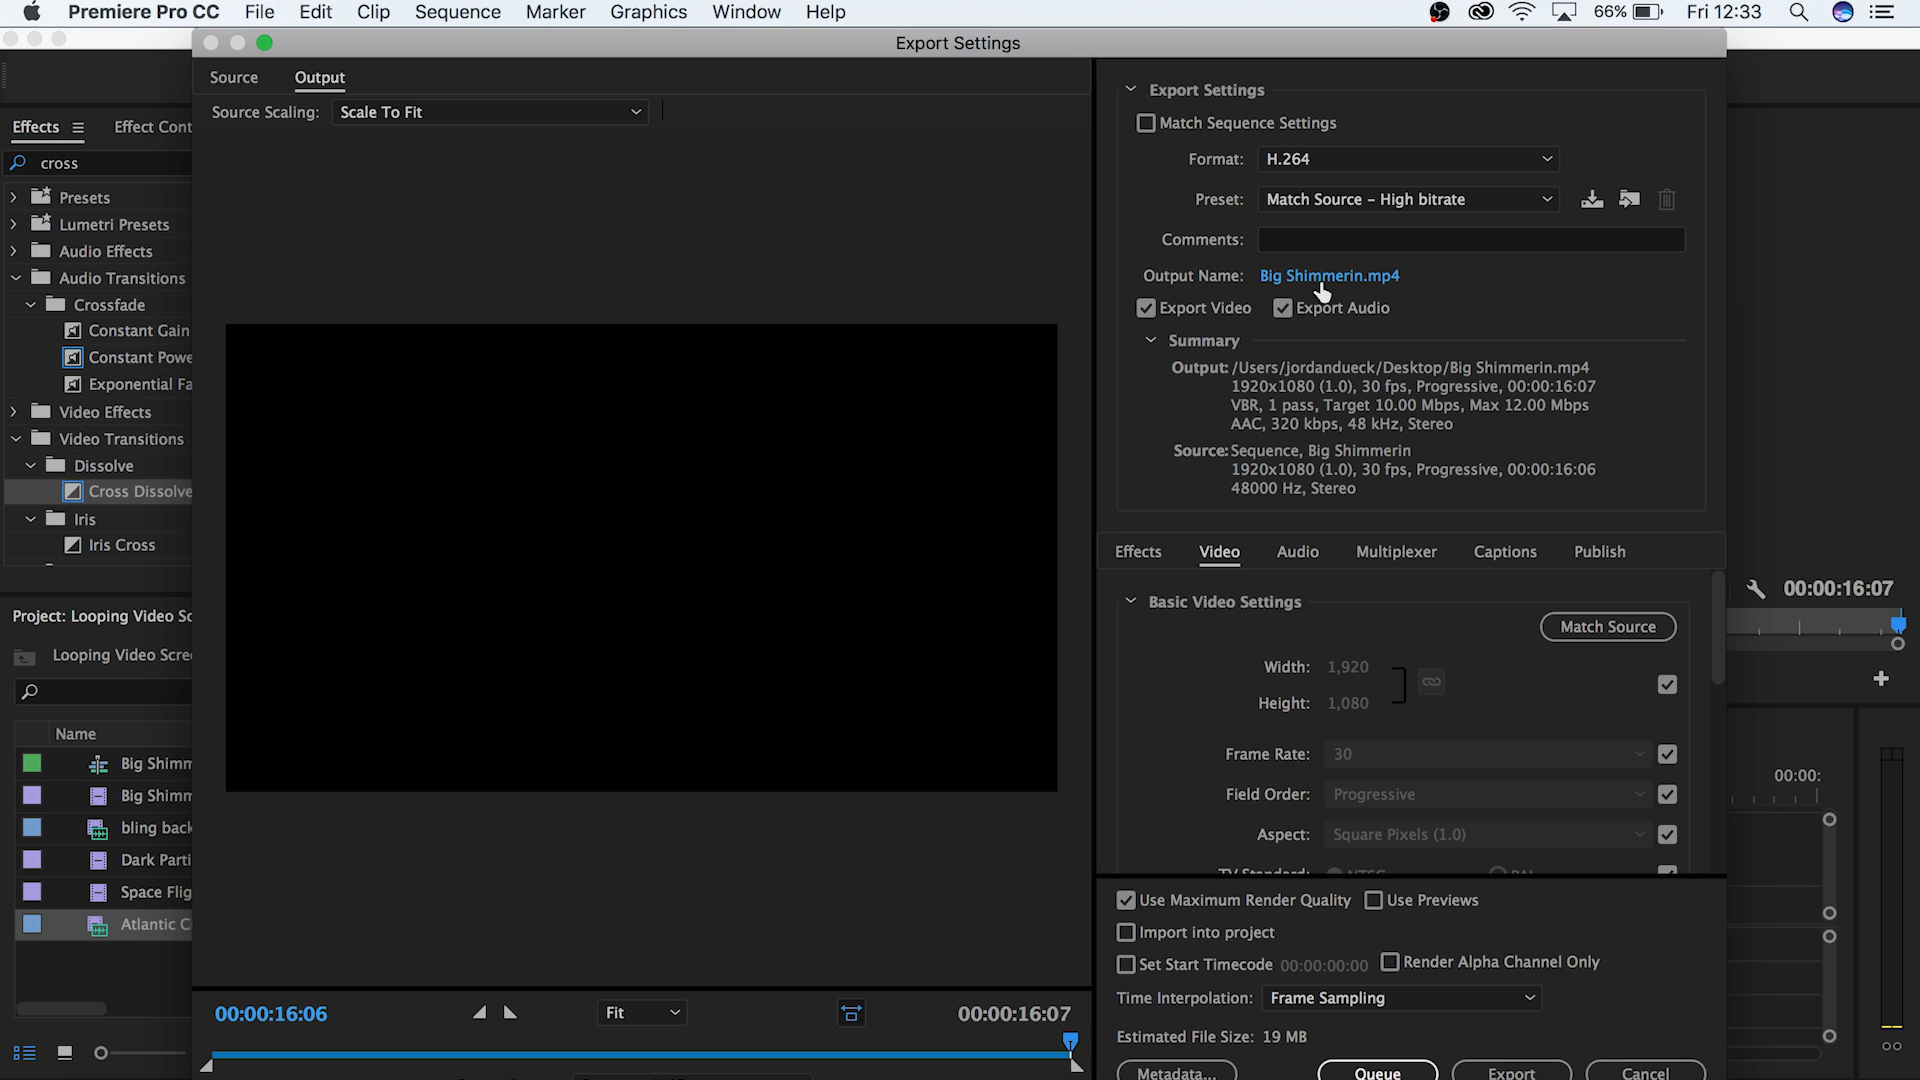 Premiere Pro CC File Edit Clip Sequence Marker Graphics Window Help 66% Fri 12:33
Export Settings
Source Output
Source Scaling: Scale To Fit
Effects Effect Cont
cross
Presets
Lumetri Presets
Audio Effects
Audio Transitions
Crossfade
Constant Gain
Constant Powe
Exponential Fa
Video Effects
Video Transitions
Dissolve
Cross Dissolve
Iris
Iris Cross
Project: Looping Video Sc
Looping Video Scre
Name
Big Shimm
Big Shimm
bling back
Dark Parti
Space Flig
Atlantic C
00:00:16:06 Fit 00:00:16:07
Export Settings
Match Sequence Settings
Format: H.264
Preset: Match Source – High bitrate
Comments:
Output Name: Big Shimmerin.mp4
Export Video Export Audio
Summary
Output: /Users/jordandueck/Desktop/Big Shimmerin.mp4
1920x1080 (1.0), 30 fps, Progressive, 00:00:16:07
VBR, 1 pass, Target 10.00 Mbps, Max 12.00 Mbps
AAC, 320 kbps, 48 kHz, Stereo
Source: Sequence, Big Shimmerin
1920x1080 (1.0), 30 fps, Progressive, 00:00:16:06
48000 Hz, Stereo
Effects Video Audio Multiplexer Captions Publish
Basic Video Settings
Match Source
Width: 1,920
Height: 1,080
Frame Rate: 30
Field Order: Progressive
Aspect: Square Pixels (1.0)
TV Standard: NTSC PAL
Use Maximum Render Quality Use Previews
Import into project
Set Start Timecode 00:00:00:00 Render Alpha Channel Only
Time Interpolation: Frame Sampling
Estimated File Size: 19 MB
Metadata... Queue Export Cancel
00:00:16:07
00:00: